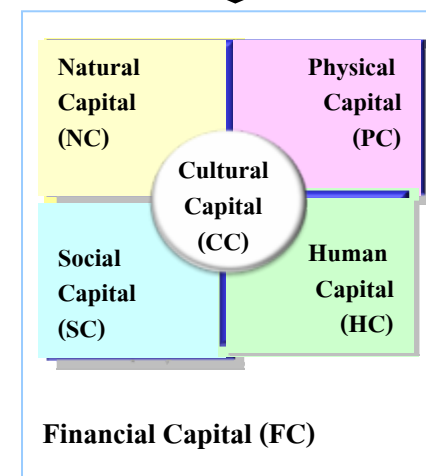 Natural
Capital
(NC)
Physical
Capital
(PC)
Cultural
Capital
(CC)
Social
Capital
(SC)
Human
Capital
(HC)
Financial Capital (FC)